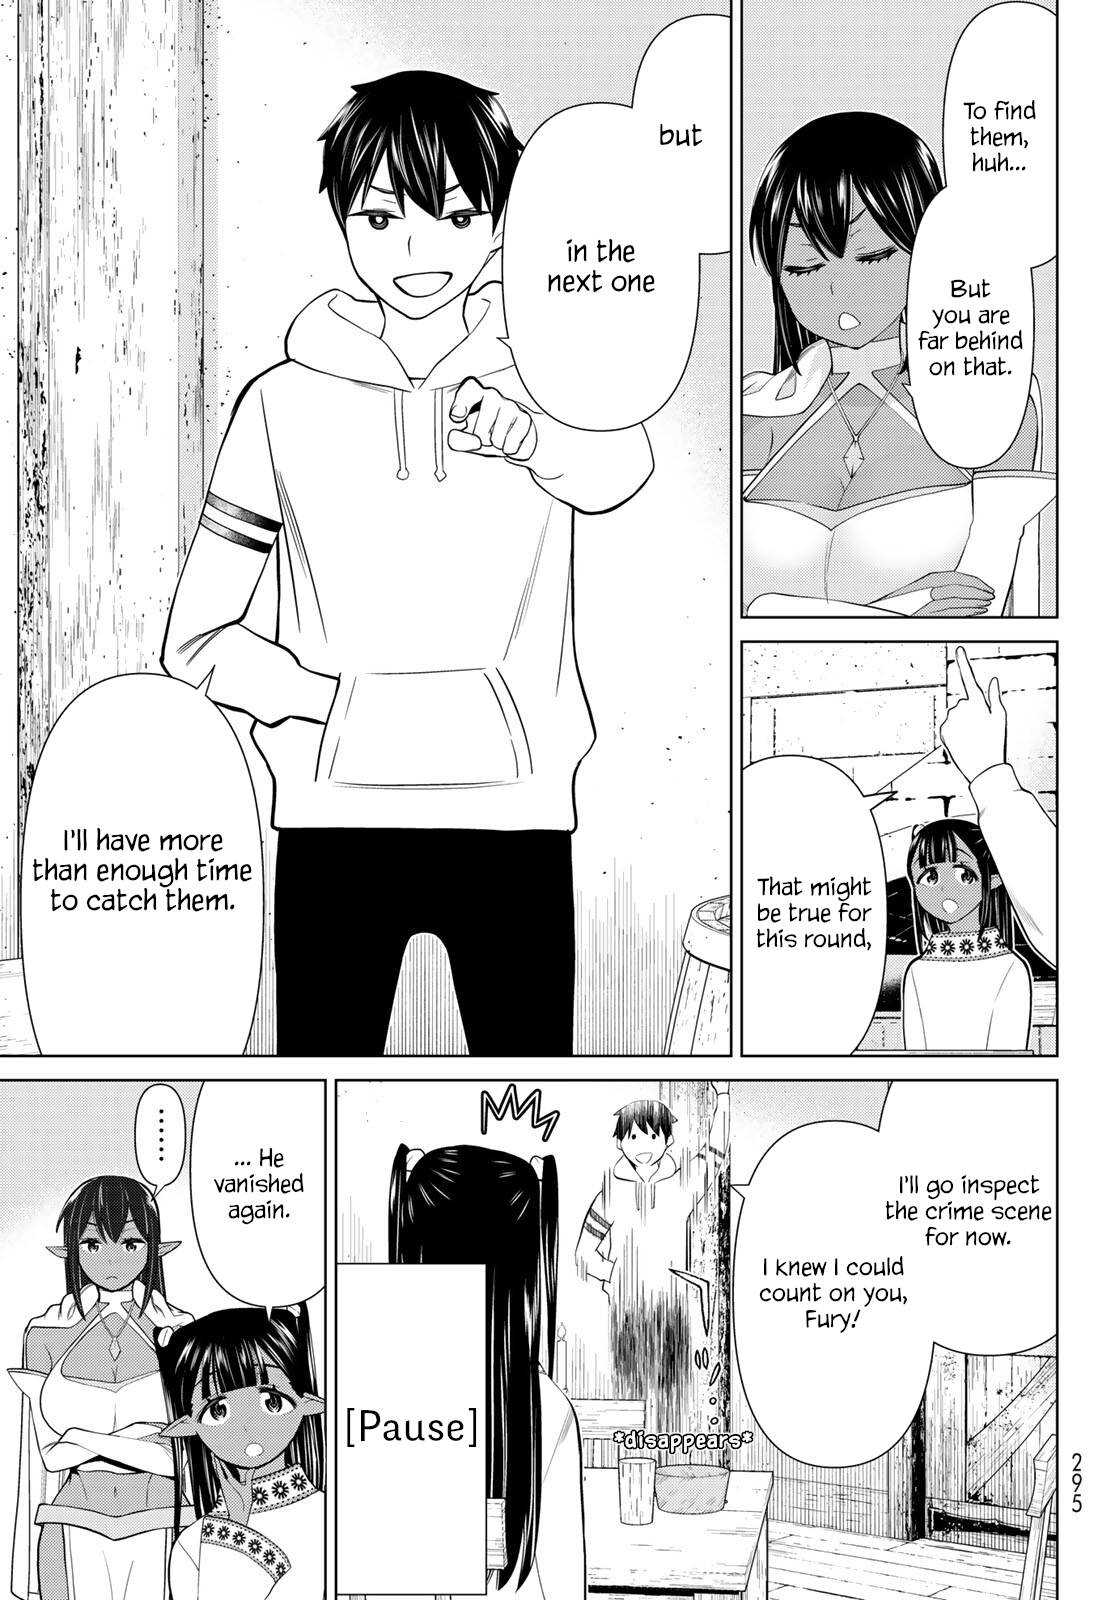 To find
them,
huh...
But
you are
far behind
on that.
That might
be true for
this round,
but
in the
next one
I'll have more
than enough time
to catch them.
I'll go inspect
the crime scene
for now.
I knew I could
count on you,
Fury!
*disappears*
[Pause]
... He
vanished
again.
......
295